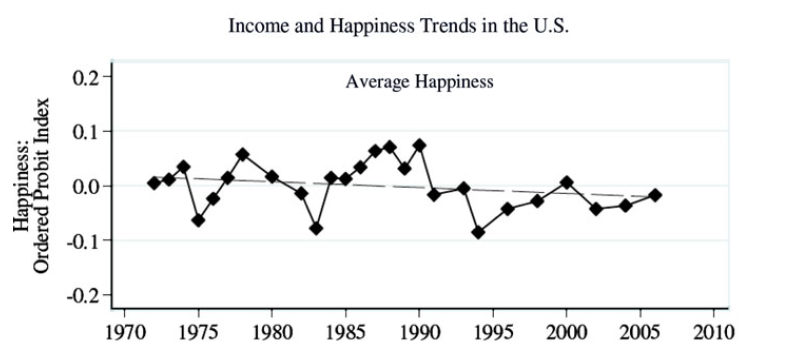 Income and Happiness Trends in the U.S.
Average Happiness
Happiness:
Ordered Probit Index
0.2
0.1
0.0
-0.1
-0.2
1970 1975 1980 1985 1990 1995 2000 2005 2010